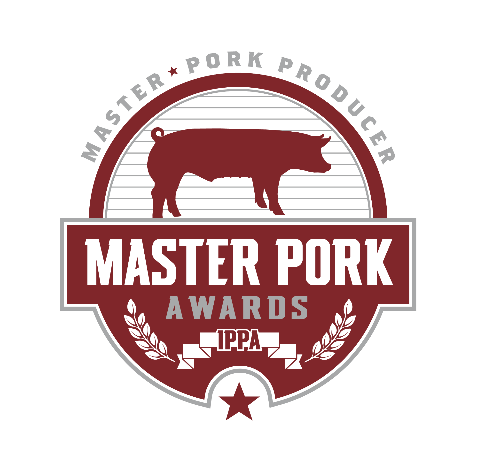 MASTER ★ PORK PRODUCER
MASTER PORK
AWARDS
IPPA